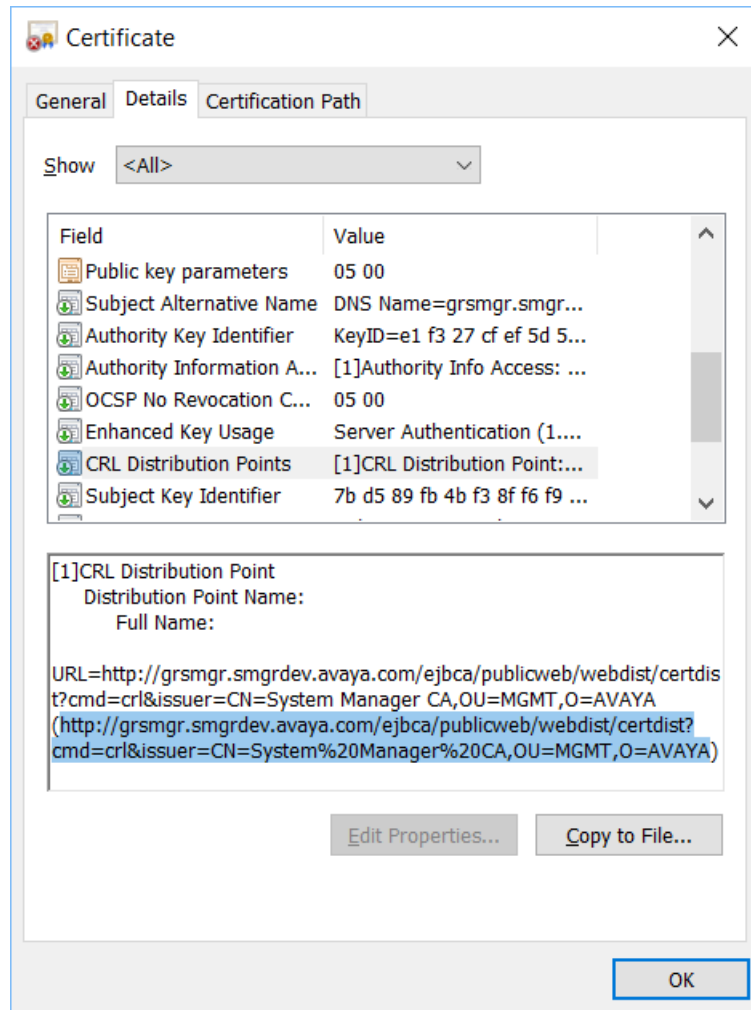 Certificate
General Details Certification Path
Show <All>
Field Value
Public key parameters 05 00
Subject Alternative Name DNS Name=grsmgr.smgr...
Authority Key Identifier KeyID=e1 f3 27 cf ef 5d 5...
Authority Information A... [1]Authority Info Access: ...
OCSP No Revocation C... 05 00
Enhanced Key Usage Server Authentication (1....
CRL Distribution Points [1]CRL Distribution Point:...
Subject Key Identifier 7b d5 89 fb 4b f3 8f f6 f9 ...
[1]CRL Distribution Point
Distribution Point Name:
Full Name:
URL=http://grsmgr.smgrdev.avaya.com/ejbca/publicweb/webdist/certdis
t?cmd=crl&issuer=CN=System Manager CA,OU=MGMT,O=AVAYA
(http://grsmgr.smgrdev.avaya.com/ejbca/publicweb/webdist/certdist?
cmd=crl&issuer=CN=System%20Manager%20CA,OU=MGMT,O=AVAYA)
Edit Properties... Copy to File...
OK